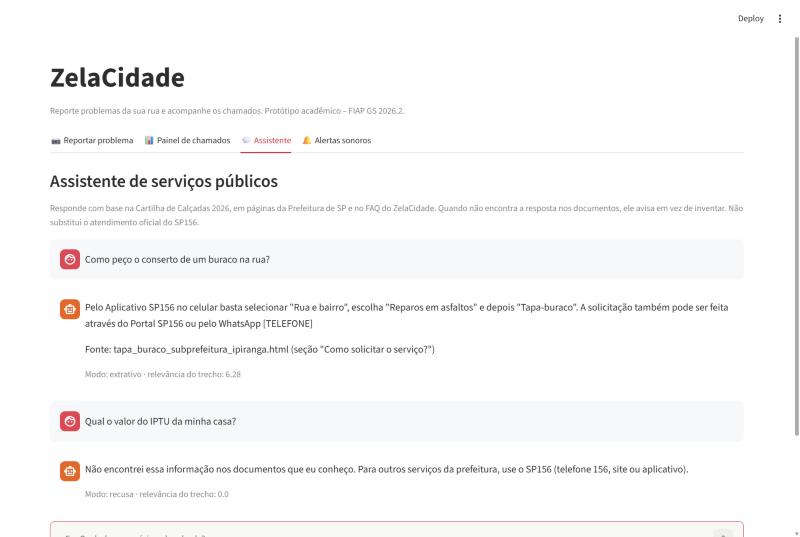 Deploy
ZelaCidade
Reporte problemas da sua rua e acompanhe os chamados. Protótipo acadêmico – FIAP GS 2026.2.
Reportar problema Painel de chamados Assistente Alertas sonoros
Assistente de serviços públicos
Responde com base na Cartilha de Calçadas 2026, em páginas da Prefeitura de SP e no FAQ do ZelaCidade. Quando não encontra a resposta nos documentos, ele avisa em vez de inventar. Não
substitui o atendimento oficial do SP156.
Como peço o conserto de um buraco na rua?
Pelo Aplicativo SP156 no celular basta selecionar "Rua e bairro", escolha "Reparos em asfaltos" e depois "Tapa-buraco". A solicitação também pode ser feita
através do Portal SP156 ou pelo WhatsApp [TELEFONE]
Fonte: tapa_buraco_subprefeitura_ipiranga.html (seção "Como solicitar o serviço?")
Modo: extrativo · relevância do trecho: 6.28
Qual o valor do IPTU da minha casa?
Não encontrei essa informação nos documentos que eu conheço. Para outros serviços da prefeitura, use o SP156 (telefone 156, site ou aplicativo).
Modo: recusa · relevância do trecho: 0.0